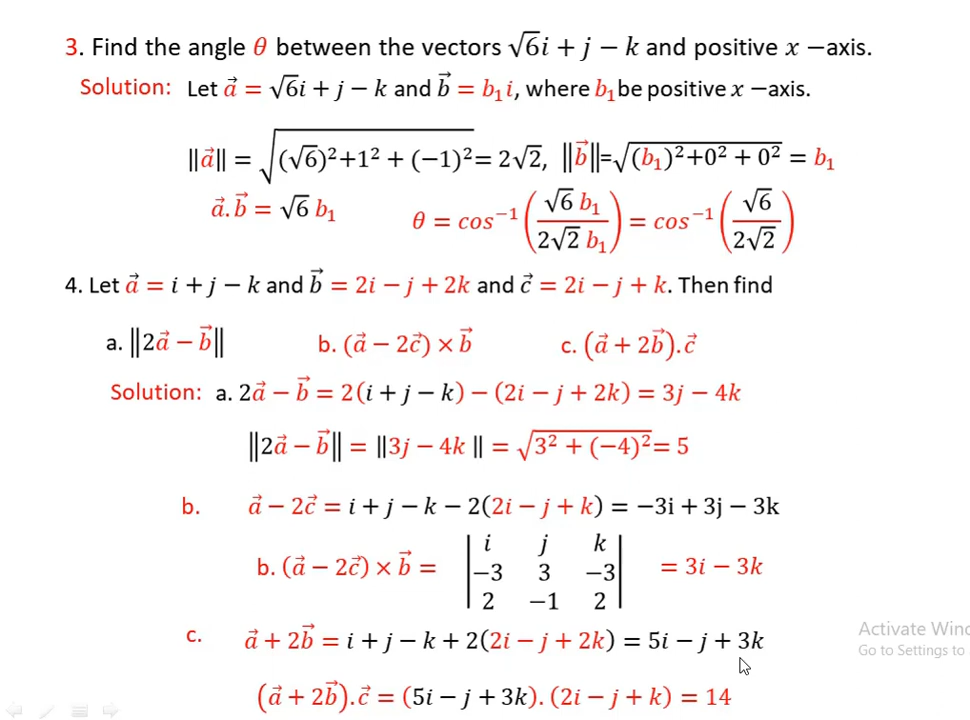 3. Find the angle θ between the vectors √6i + j − k and positive x −axis.
Solution: Let a⃗ = √6i + j − k and b⃗ = b₁i, where b₁ be positive x −axis.
‖a⃗‖ = √((√6)²+1² + (−1)²) = 2√2, ‖b⃗‖=√((b₁)²+0² + 0²) = b₁
a⃗.b⃗ = √6 b₁ θ = cos⁻¹(√6 b₁ / 2√2 b₁) = cos⁻¹(√6 / 2√2)
4. Let a⃗ = i + j − k and b⃗ = 2i − j + 2k and c⃗ = 2i − j + k. Then find
a. ‖2a⃗ − b⃗‖ b. (a⃗ − 2c⃗) × b⃗ c. (a⃗ + 2b⃗).c⃗
Solution: a. 2a⃗ − b⃗ = 2(i + j − k) − (2i − j + 2k) = 3j − 4k
‖2a⃗ − b⃗‖ = ‖3j − 4k ‖ = √(3² + (−4)²) = 5
b. a⃗ − 2c⃗ = i + j − k − 2(2i − j + k) = −3i + 3j − 3k
b. (a⃗ − 2c⃗) × b⃗ = |i j k; −3 3 −3; 2 −1 2| = 3i − 3k
c. a⃗ + 2b⃗ = i + j − k + 2(2i − j + 2k) = 5i − j + 3k
(a⃗ + 2b⃗).c⃗ = (5i − j + 3k). (2i − j + k) = 14
Activate Wind
Go to Settings to